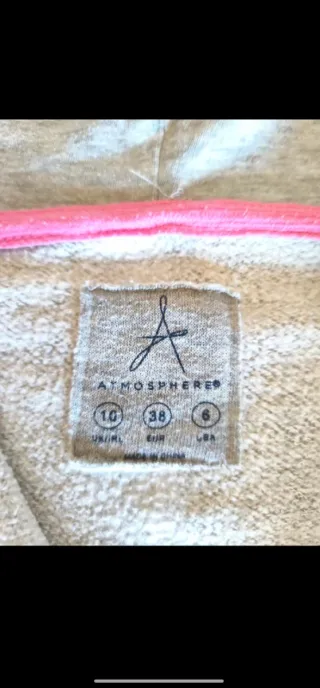 ATMOSPHERE®
10 38 6
UK/IRL EUR USA
MADE IN CHINA